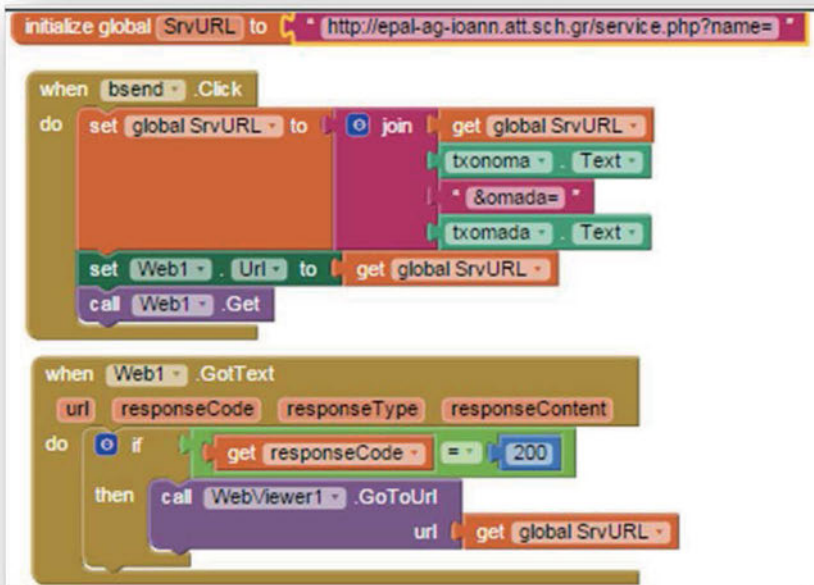 initialize global SrvURL to " http://epal-ag-ioann.att.sch.gr/service.php?name= "
when bsend .Click
do set global SrvURL to join get global SrvURL
txonoma . Text
" &omada= "
txomada . Text
set Web1 . Url to get global SrvURL
call Web1 .Get
when Web1 .GotText
url responseCode responseType responseContent
do if get responseCode = 200
then call WebViewer1 .GoToUrl
url get global SrvURL